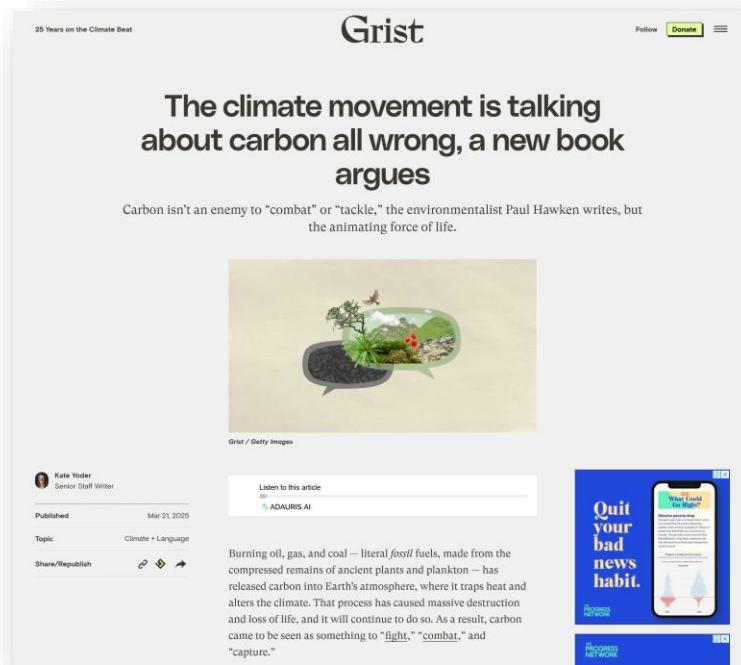 25 Years on the Climate Beat
Grist
Follow
Donate
The climate movement is talking
about carbon all wrong, a new book
argues
Carbon isn’t an enemy to “combat” or “tackle,” the environmentalist Paul Hawken writes, but
the animating force of life.
Grist / Getty Images
Kate Yoder
Senior Staff Writer
Published Mar 21, 2025
Topic Climate + Language
Share/Republish
Listen to this article
ADAURIS.AI
Burning oil, gas, and coal — literal fossil fuels, made from the
compressed remains of ancient plants and plankton — has
released carbon into Earth’s atmosphere, where it traps heat and
alters the climate. That process has caused massive destruction
and loss of life, and it will continue to do so. As a result, carbon
came to be seen as something to “fight,” “combat,” and
“capture.”
Quit
your
bad
news
habit.
THE
PROGRESS
NETWORK
What Could
Go Right?
Massive poverty drop
PROGRESS
NETWORK